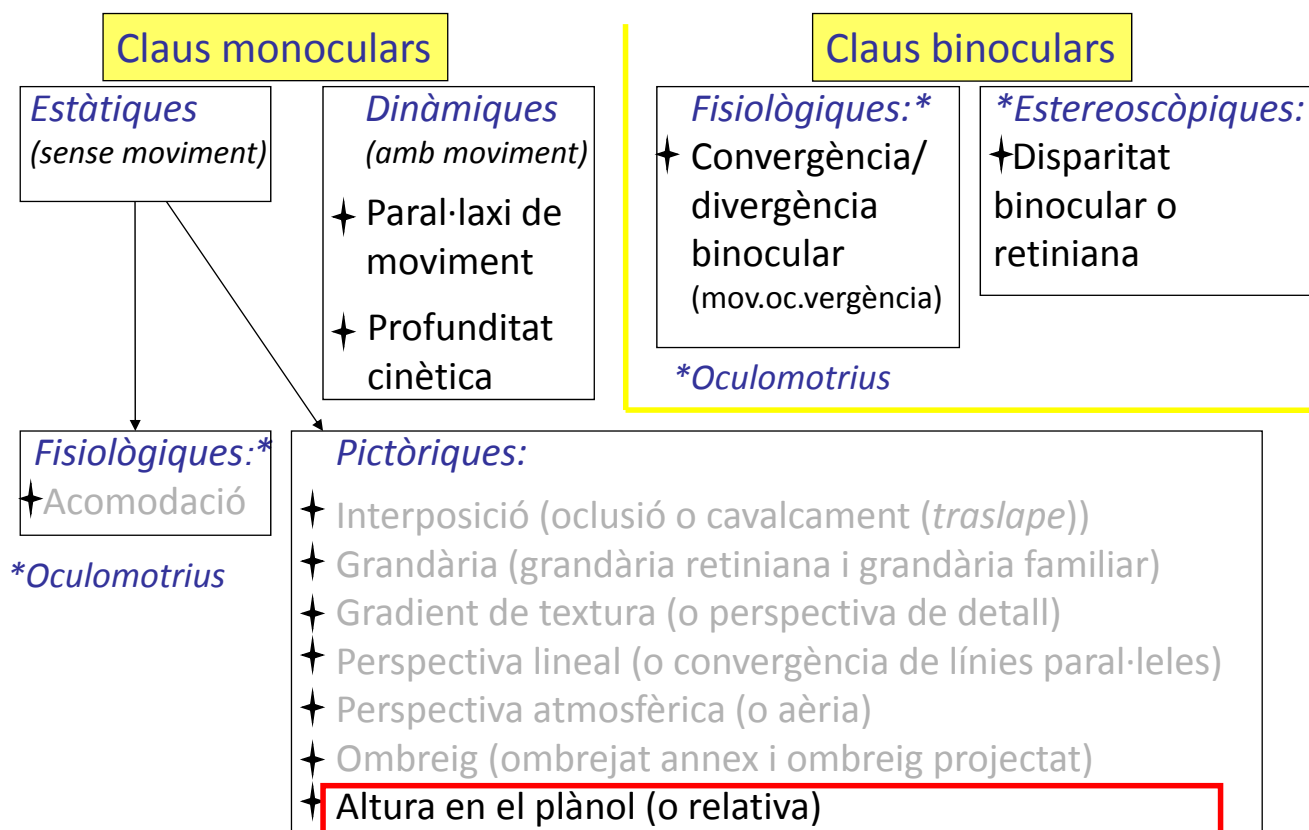 Claus monoculars
Estàtiques
(sense moviment)
Dinàmiques
(amb moviment)
Paral·laxi de
moviment
Profunditat
cinètica
Claus binoculars
Fisiològiques:*
Convergència/
divergència
binocular
(mov.oc.vergència)
*Estereoscòpiques:
Disparitat
binocular o
retiniana
*Oculomotrius
Fisiològiques:*
Acomodació
*Oculomotrius
Pictòriques:
Interposició (oclusió o cavalcament (traslape))
Grandària (grandària retiniana i grandària familiar)
Gradient de textura (o perspectiva de detall)
Perspectiva lineal (o convergència de línies paral·leles)
Perspectiva atmosfèrica (o aèria)
Ombreig (ombrejat annex i ombreig projectat)
Altura en el plànol (o relativa)